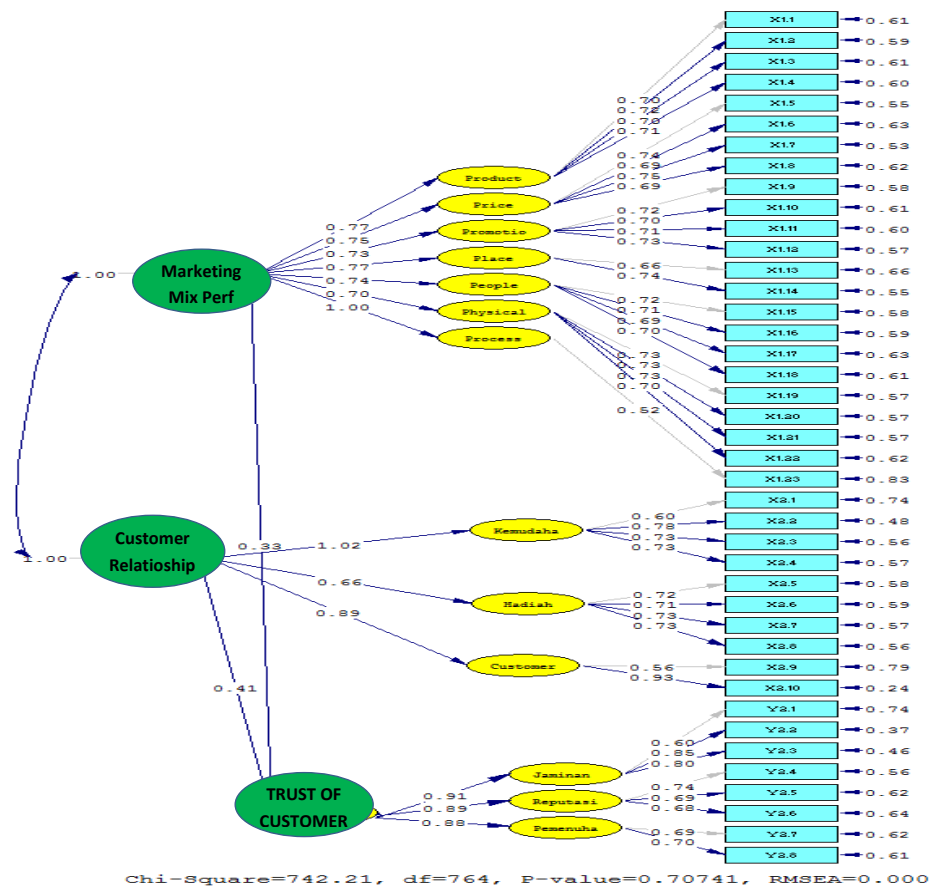 X1.1 0.61
X1.2 0.59
X1.3 0.61
X1.4 0.60
X1.5 0.55
X1.6 0.63
X1.7 0.53
X1.8 0.62
X1.9 0.58
X1.10 0.61
X1.11 0.60
X1.12 0.57
X1.13 0.66
X1.14 0.55
X1.15 0.58
X1.16 0.59
X1.17 0.63
X1.18 0.61
X1.19 0.57
X1.20 0.57
X1.21 0.57
X1.22 0.62
X1.23 0.83
X2.1 0.74
X2.2 0.48
X2.3 0.56
X2.4 0.57
X2.5 0.58
X2.6 0.59
X2.7 0.57
X2.8 0.56
X2.9 0.79
X2.10 0.24
Y2.1 0.74
Y2.2 0.37
Y2.3 0.46
Y2.4 0.56
Y2.5 0.62
Y2.6 0.64
Y2.7 0.62
Y2.8 0.61
0.70
0.72
0.70
0.71
0.74
0.69
0.75
0.69
0.72
0.70
0.71
0.73
0.66
0.74
0.72
0.71
0.69
0.70
0.73
0.73
0.73
0.70
0.52
Product
Price
Promotio
Place
People
Physical
Process
0.77
0.75
0.73
0.77
0.74
0.70
1.00
1.00
Marketing
Mix Perf
Customer
Relatioship
1.00
0.33
1.02
0.66
0.89
0.41
Kemudaha
Hadiah
Customer
0.60
0.78
0.73
0.73
0.72
0.71
0.73
0.73
0.56
0.93
TRUST OF
CUSTOMER
0.91
0.89
0.88
Jaminan
Reputasi
Pemenuha
0.60
0.85
0.80
0.74
0.69
0.68
0.69
0.70
Chi-Square=742.21, df=764, P-value=0.70741, RMSEA=0.000